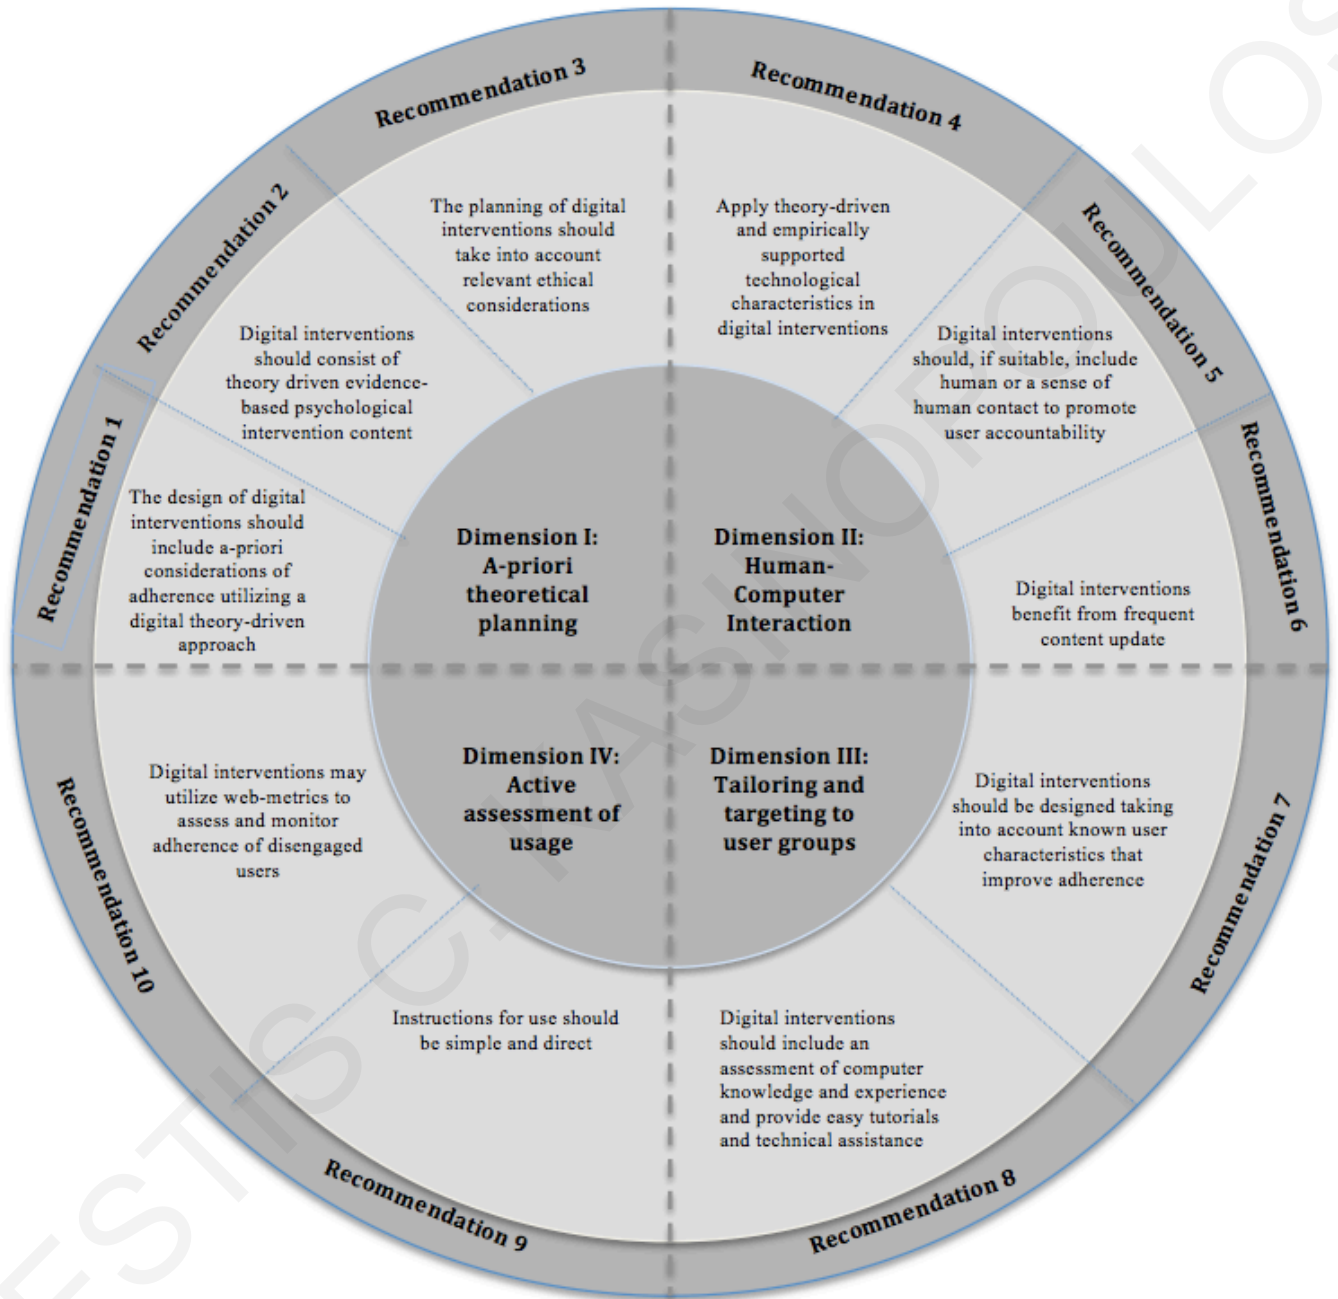 Recommendation 1
The design of digital
interventions should
include a-priori
considerations of
adherence utilizing a
digital theory-driven
approach
Recommendation 2
Digital interventions
should consist of
theory driven evidence-
based psychological
intervention content
Recommendation 3
The planning of digital
interventions should
take into account
relevant ethical
considerations
Recommendation 4
Apply theory-driven
and empirically
supported
technological
characteristics in
digital interventions
Recommendation 5
Digital interventions
should, if suitable, include
human or a sense of
human contact to promote
user accountability
Recommendation 6
Digital interventions
benefit from frequent
content update
Recommendation 7
Digital interventions
should be designed taking
into account known user
characteristics that
improve adherence
Recommendation 8
Digital interventions
should include an
assessment of computer
knowledge and experience
and provide easy tutorials
and technical assistance
Recommendation 9
Instructions for use should
be simple and direct
Recommendation 10
Digital interventions may
utilize web-metrics to
assess and monitor
adherence of disengaged
users
Dimension I:
A-priori
theoretical
planning
Dimension II:
Human-
Computer
Interaction
Dimension III:
Tailoring and
targeting to
user groups
Dimension IV:
Active
assessment of
usage
ESTIS C. KASINOPOULOS